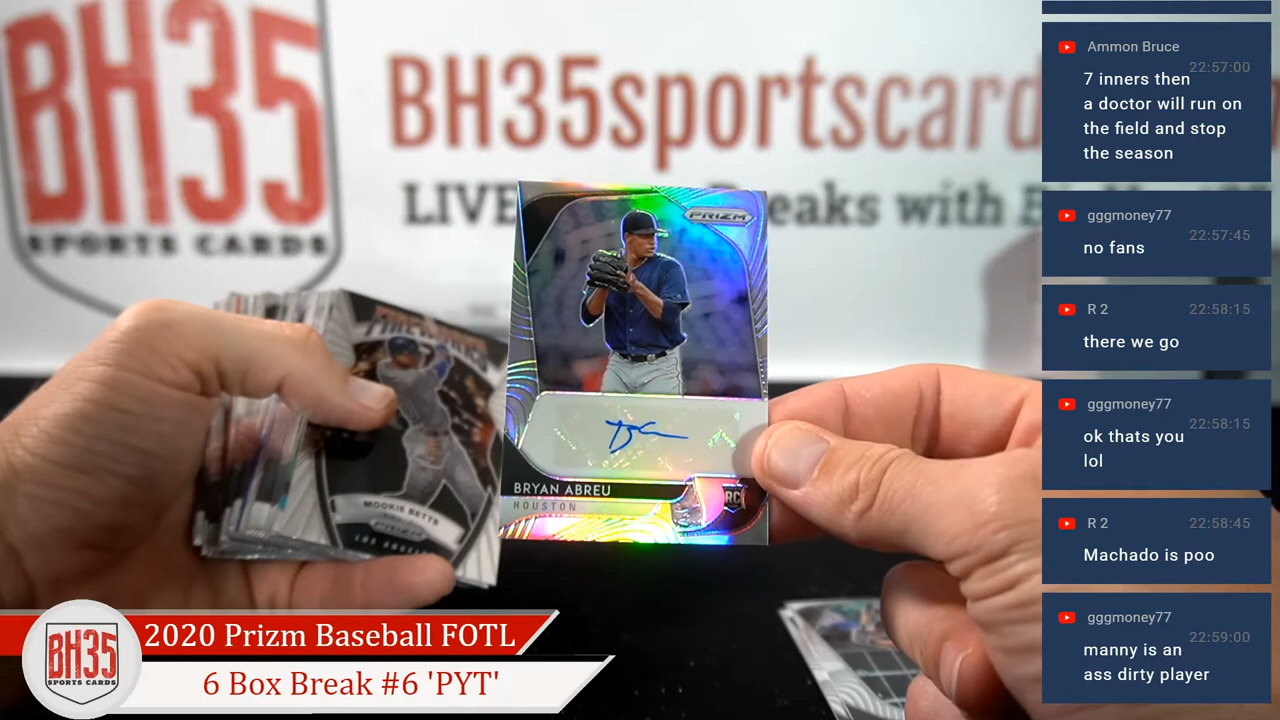 BH35
SPORTS CARDS
BH35sportscard
LIVE
eaks with
PRIZM
BRYAN ABREU
HOUSTON
RC
MOOKIE BETTS
PRIZM
2020 Prizm Baseball FOTL
6 Box Break #6 'PYT'
BH35
SPORTS CARDS
Ammon Bruce
22:57:00
7 inners then
a doctor will run on
the field and stop
the season
gggmoney77
22:57:45
no fans
R 2
22:58:15
there we go
gggmoney77
22:58:15
ok thats you
lol
R 2
22:58:45
Machado is poo
gggmoney77
22:59:00
manny is an
ass dirty player